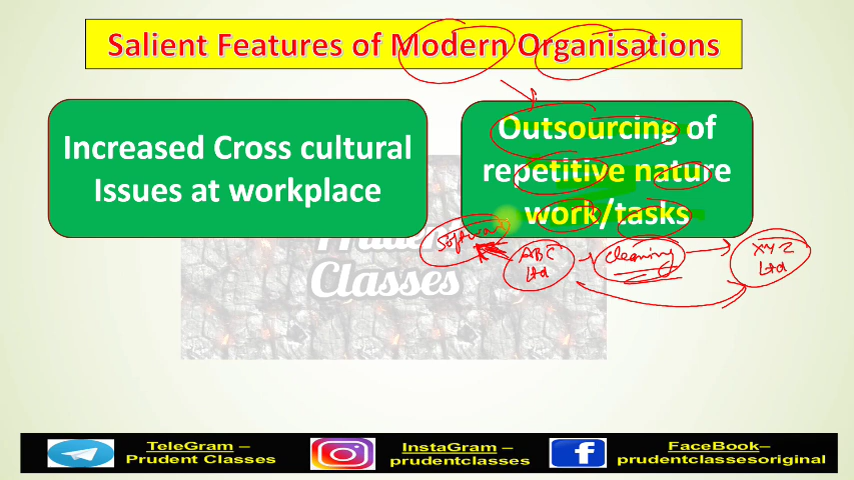 Salient Features of Modern Organisations
Increased Cross cultural
Issues at workplace
Outsourcing of
repetitive nature
work/tasks
Software
ABC
Ltd
cleaning
XYZ
Ltd
Prudent
Classes
TeleGram –
Prudent Classes
InstaGram –
prudentclasses
FaceBook–
prudentclassesoriginal